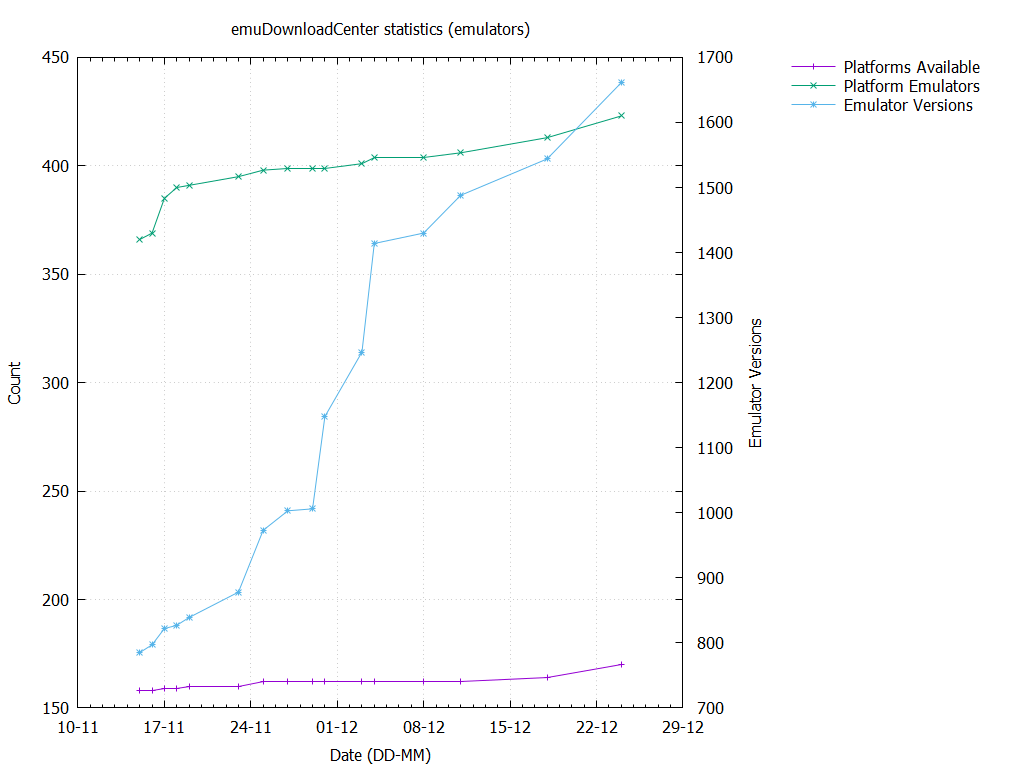 emuDownloadCenter statistics (emulators)
Platforms Available
Platform Emulators
Emulator Versions
450
400
350
300
250
200
150
Count
1700
1600
1500
1400
1300
1200
1100
1000
900
800
700
Emulator Versions
10-11 17-11 24-11 01-12 08-12 15-12 22-12 29-12
Date (DD-MM)